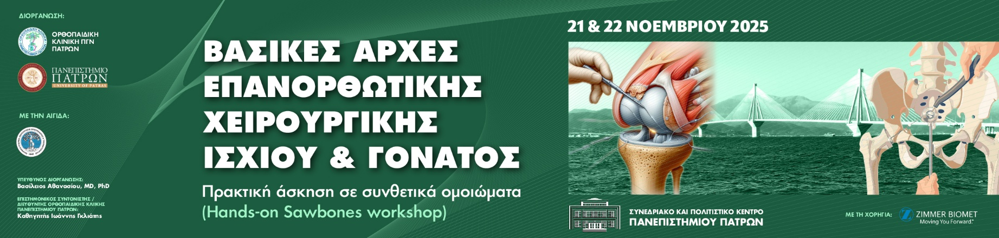 ΔΙΟΡΓΑΝΩΣΗ:
ΟΡΘΟΠΑΙΔΙΚΗ
ΚΛΙΝΙΚΗ ΠΓΝ
ΠΑΤΡΩΝ
ΠΑΝΕΠΙΣΤΗΜΙΟ
ΠΑΤΡΩΝ
UNIVERSITY OF PATRAS
ΜΕ ΤΗΝ ΑΙΓΙΔΑ:
ΥΠΕΥΘΥΝΟΣ ΔΙΟΡΓΑΝΩΣΗΣ:
Βασίλειος Αθανασίου, MD, PhD
ΕΠΙΣΤΗΜΟΝΙΚΟΣ ΣΥΝΤΟΝΙΣΤΗΣ /
ΔΙΕΥΘΥΝΤΗΣ ΟΡΘΟΠΑΙΔΙΚΗΣ ΚΛΙΙΚΗΣ
ΠΑΝΕΠΙΣΤΗΜΙΟΥ ΠΑΤΡΩΝ:
Καθηγητής Ιωάννης Γκλιάτης
ΒΑΣΙΚΕΣ ΑΡΧΕΣ
ΕΠΑΝΟΡΘΩΤΙΚΗΣ
ΧΕΙΡΟΥΡΓΙΚΗΣ
ΙΣΧΙΟΥ & ΓΟΝΑΤΟΣ
Πρακτική άσκηση σε συνθετικά ομοιώματα
(Hands-on Sawbones workshop)
21 & 22 ΝΟΕΜΒΡΙΟΥ 2025
ΣΥΝΕΔΡΙΑΚΟ ΚΑΙ ΠΟΛΙΤΙΣΤΙΚΟ ΚΕΝΤΡΟ
ΠΑΝΕΠΙΣΤΗΜΙΟΥ ΠΑΤΡΩΝ
ΜΕ ΤΗ ΧΟΡΗΓΙΑ:
ZIMMER BIOMET
Moving You Forward.™